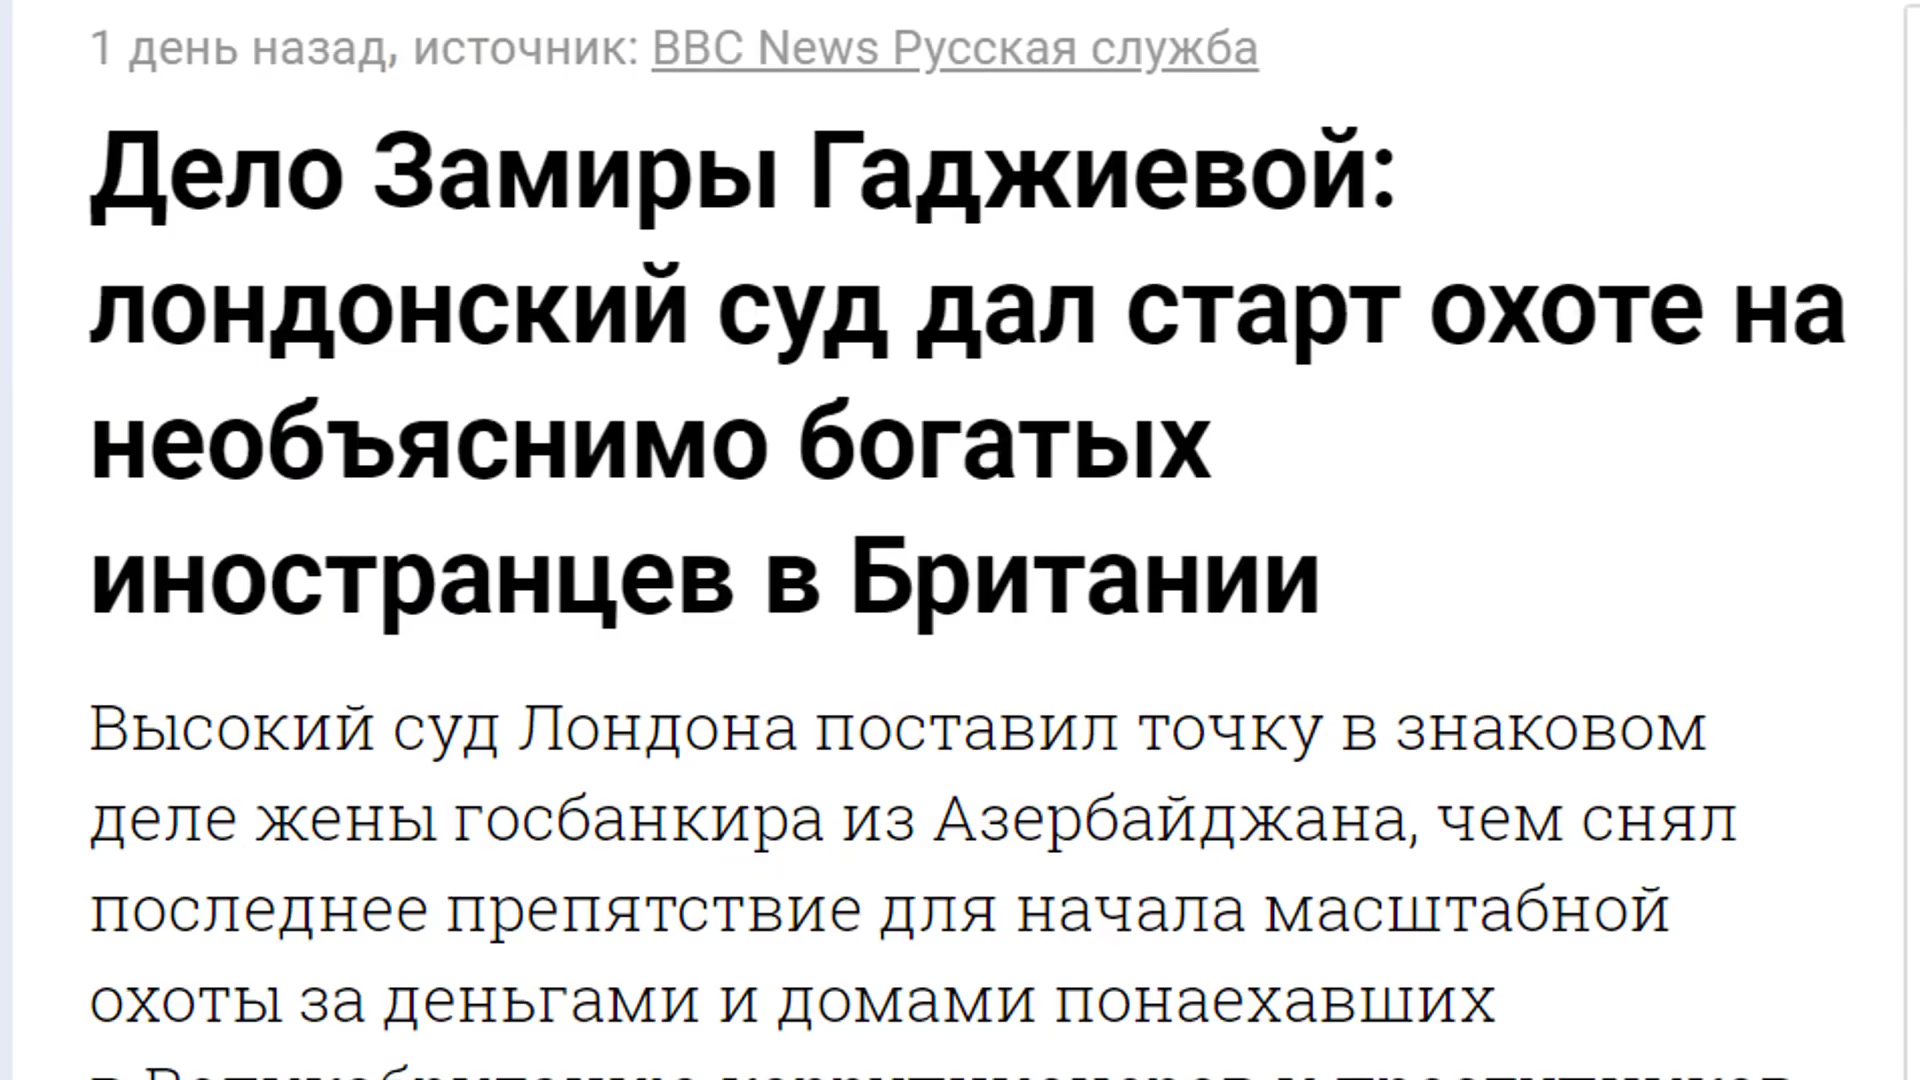 1 день назад, источник: BBC News Русская служба
Дело Замиры Гаджиевой:
лондонский суд дал старт охоте на
необъяснимо богатых
иностранцев в Британии
Высокий суд Лондона поставил точку в знаковом
деле жены госбанкира из Азербайджана, чем снял
последнее препятствие для начала масштабной
охоты за деньгами и домами понаехавших